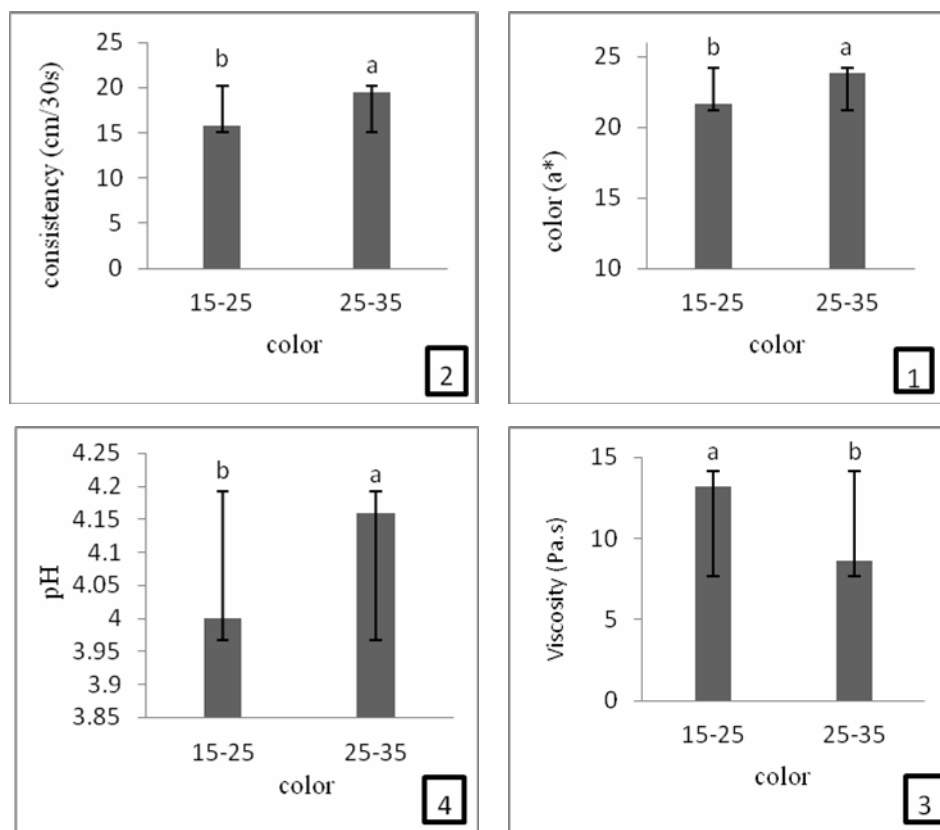 25
20
15
10
5
0
consistency (cm/30s)
b
a
15-25
25-35
color
2
25
20
15
10
color (a*)
b
a
15-25
25-35
color
1
4.25
4.2
4.15
4.1
4.05
4
3.95
3.9
3.85
pH
b
a
15-25
25-35
color
4
15
10
5
0
Viscosity (Pa.s)
a
b
15-25
25-35
color
3